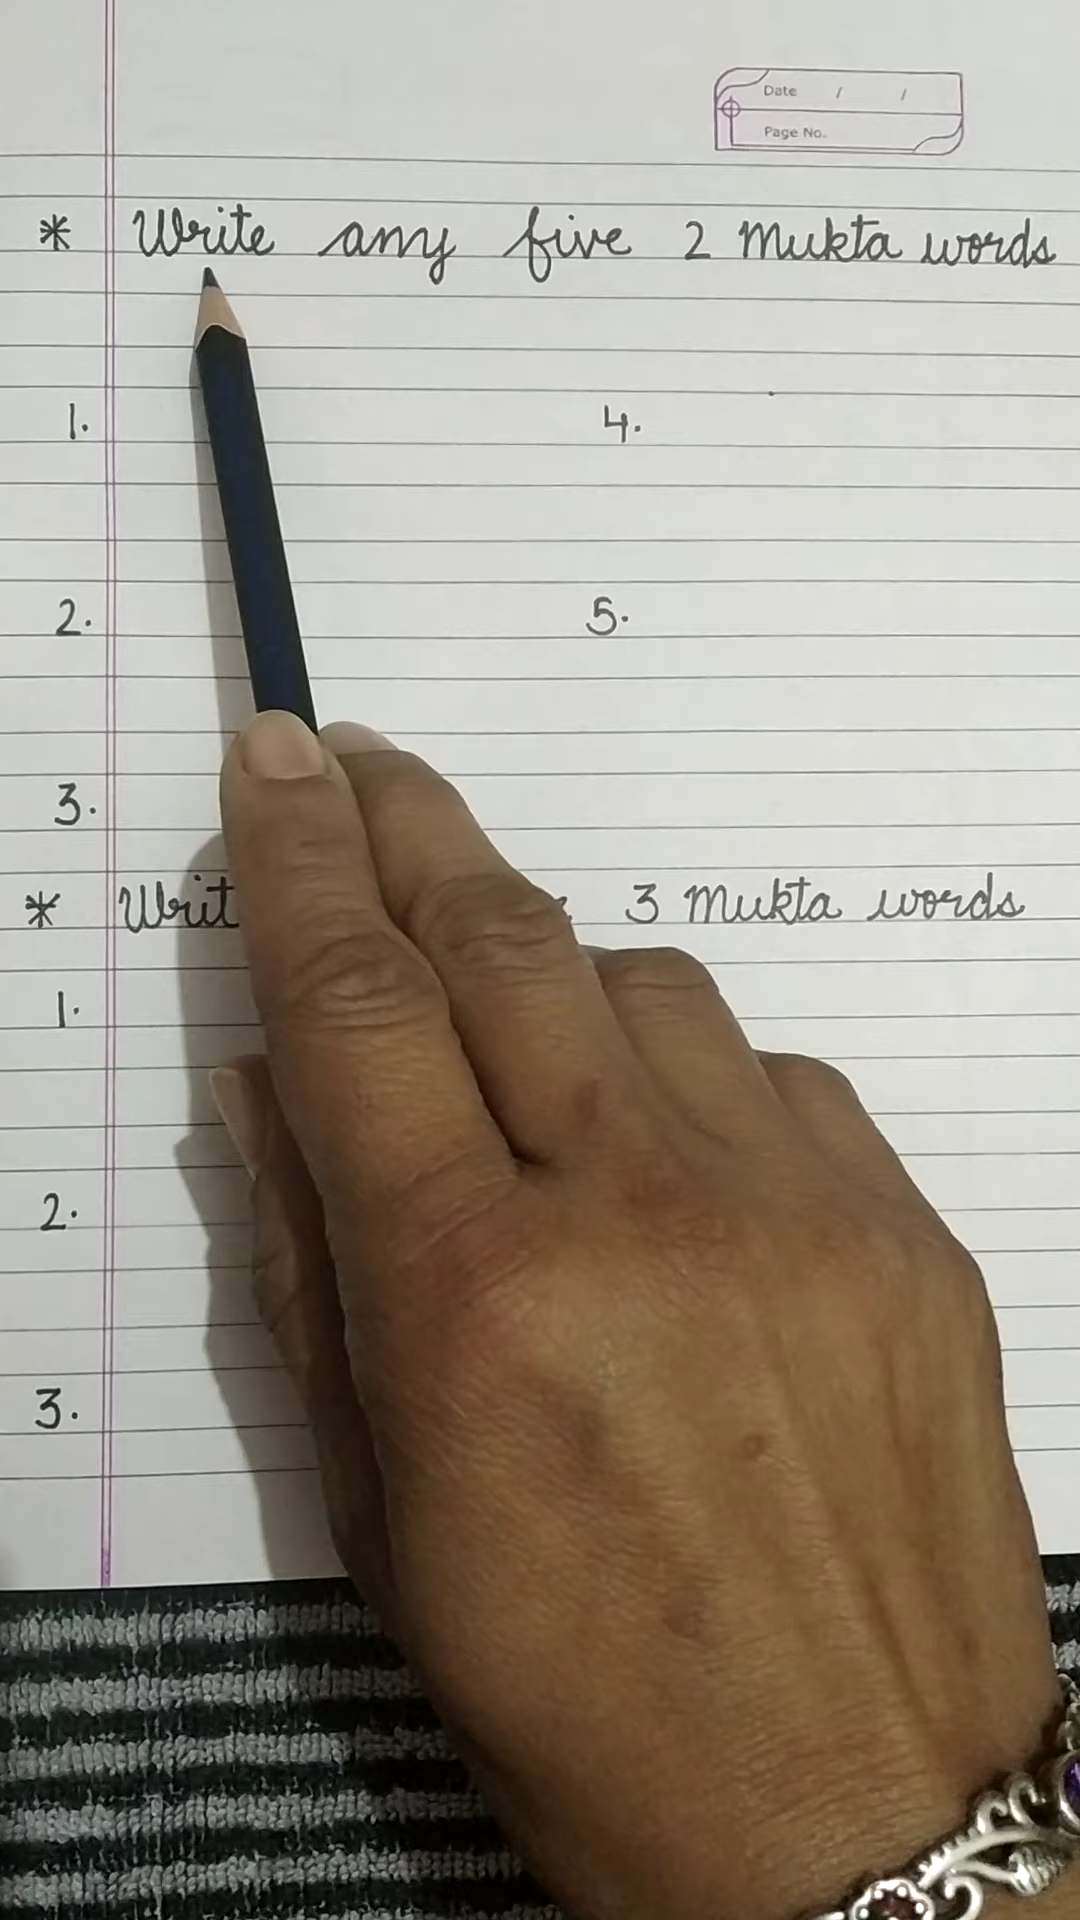 Date / /
Page No.
* Write any five 2 Mukta words
1. 4.
2. 5.
3.
* 3 Mukta words
1.
2.
3.